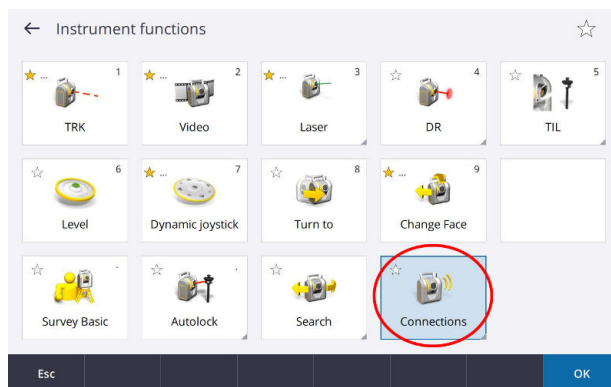 Instrument functions
... 1
TRK
... 2
Video
... 3
Laser
4
DR
5
TIL
6
Level
... 7
Dynamic joystick
8
Turn to
... 9
Change Face
-
Survey Basic
.
Autolock
Search
Connections
Esc
OK